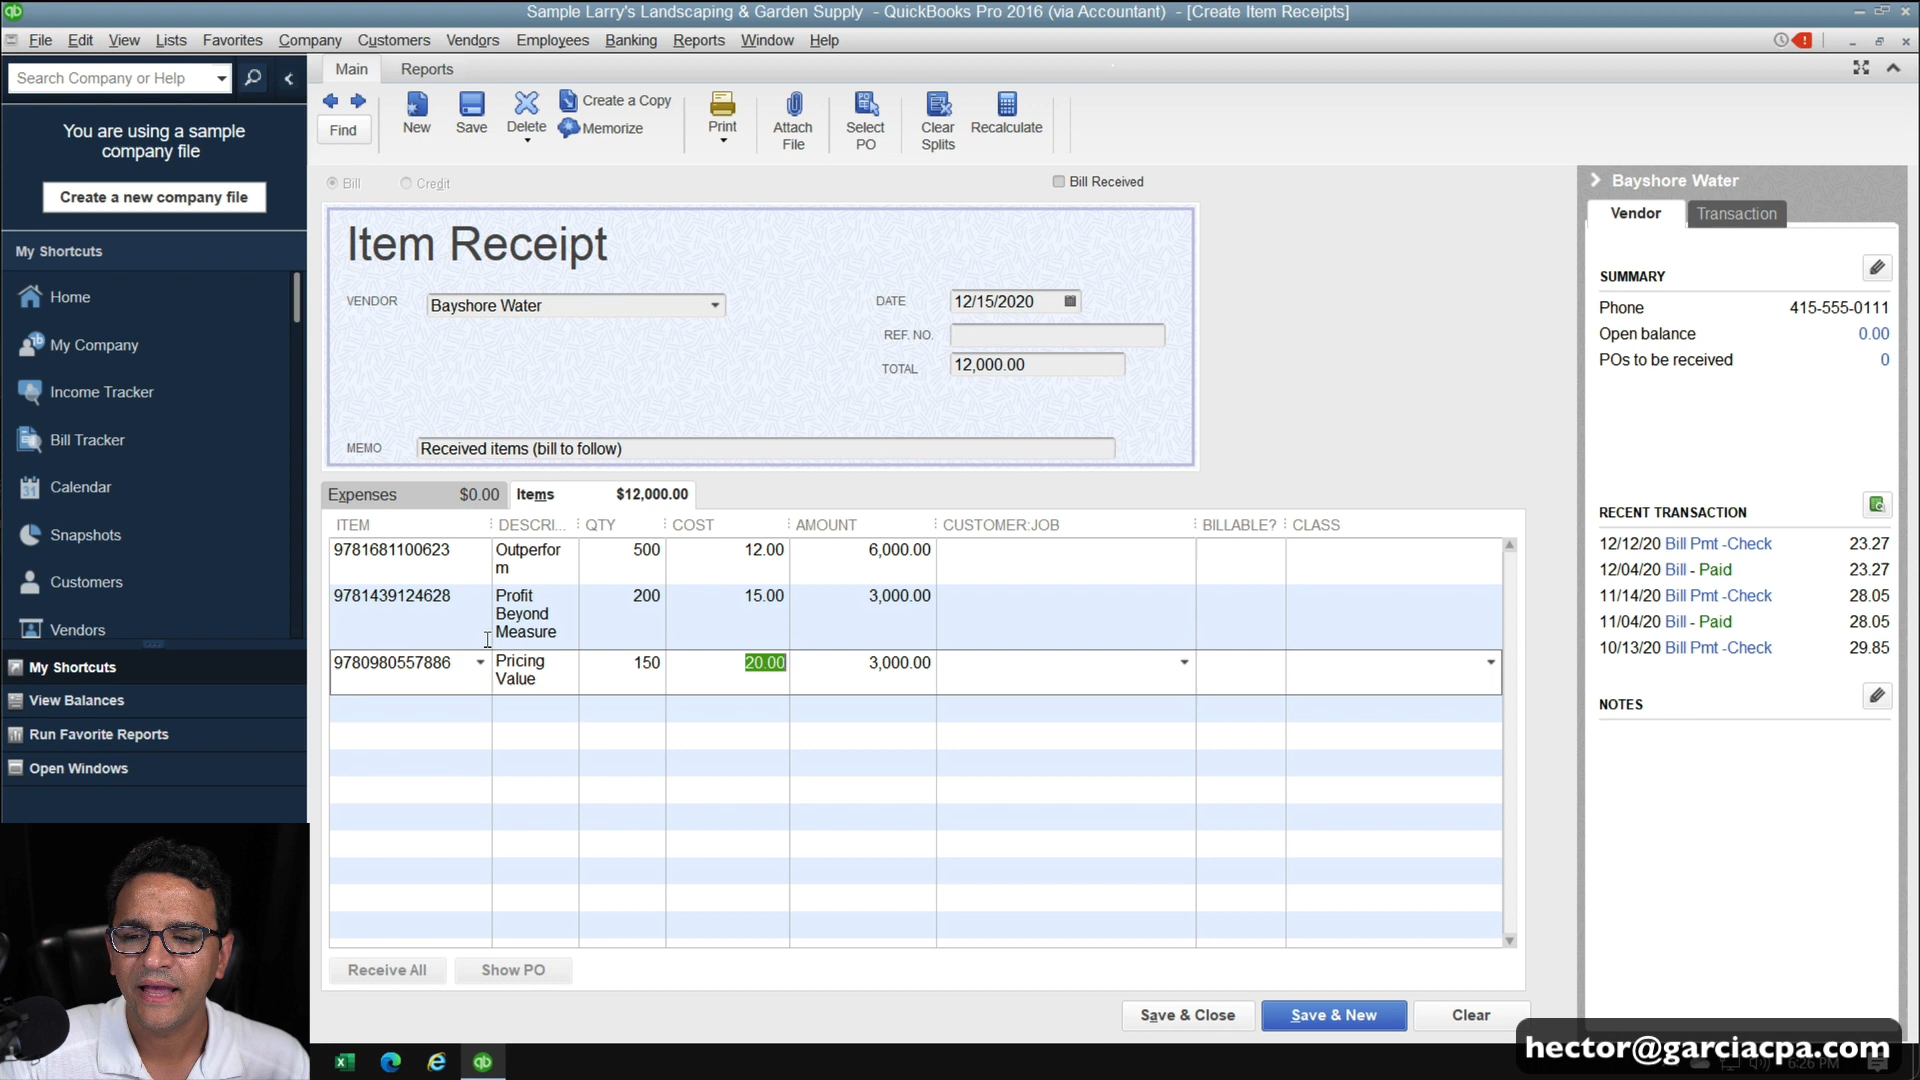 Sample Larry's Landscaping & Garden Supply - QuickBooks Pro 2016 (via Accountant) - [Create Item Receipts]
File Edit View Lists Favorites Company Customers Vendors Employees Banking Reports Window Help
Search Company or Help
You are using a sample
company file
Create a new company file
My Shortcuts
Home
My Company
Income Tracker
Bill Tracker
Calendar
Snapshots
Customers
Vendors
My Shortcuts
View Balances
Run Favorite Reports
Open Windows
Main Reports
Find
New
Save
Delete
Create a Copy
Memorize
Print
Attach
File
Select
PO
Clear
Splits
Recalculate
Bill Credit Bill Received
Item Receipt
VENDOR Bayshore Water
DATE 12/15/2020
REF. NO.
TOTAL 12,000.00
MEMO Received items (bill to follow)
Expenses $0.00 Items $12,000.00
ITEM DESCRI... QTY COST AMOUNT CUSTOMER:JOB BILLABLE? CLASS
9781681100623 Outperfor 500 12.00 6,000.00
m
9781439124628 Profit 200 15.00 3,000.00
Beyond
Measure
9780980557886 Pricing 150 20.00 3,000.00
Value
Receive All Show PO
Save & Close Save & New Clear
Bayshore Water
Vendor Transaction
SUMMARY
Phone 415-555-0111
Open balance 0.00
POs to be received 0
RECENT TRANSACTION
12/12/20 Bill Pmt -Check 23.27
12/04/20 Bill - Paid 23.27
11/14/20 Bill Pmt -Check 28.05
11/04/20 Bill - Paid 28.05
10/13/20 Bill Pmt -Check 29.85
NOTES
hector@garciacpa.com
6:26 PM